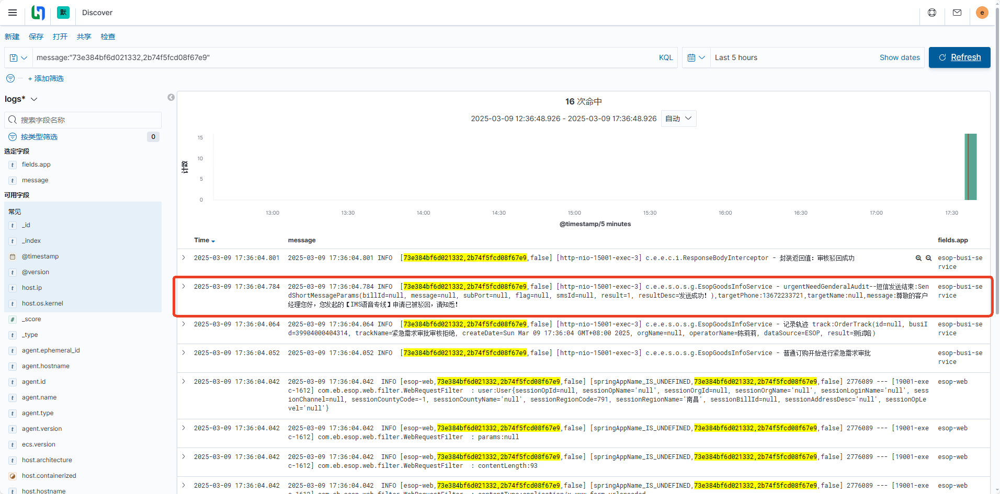 默
Discover
e
新建 保存 打开 共享 检查
message:"73e384bf6d021332,2b74f5fcd08f67e9"
KQL
Last 5 hours
Show dates
Refresh
+ 添加筛选
logs*
搜索字段名称
按类型筛选
0
选定字段
t fields.app
t message
可用字段
常见
t _id
t _index
@timestamp
t @version
t host.ip
t host.os.kernel
# _score
t _type
t agent.ephemeral_id
t agent.hostname
t agent.id
t agent.name
t agent.type
t agent.version
t ecs.version
t host.architecture
host.containerized
t host.hostname
16 次命中
2025-03-09 12:36:48.926 - 2025-03-09 17:36:48.926
自动
计数
15
10
5
0
13:00 13:30 14:00 14:30 15:00 15:30 16:00 16:30 17:00 17:30
@timestamp/5 minutes
Time message fields.app
2025-03-09 17:36:04.801 2025-03-09 17:36:04.801 INFO [73e384bf6d021332,2b74f5fcd08f67e9,false] [http-nio-15001-exec-3] c.e.e.c.i.ResponseBodyInterceptor - 封装返回值: 审核驳回成功 esop-busi-se
rvice
2025-03-09 17:36:04.784 2025-03-09 17:36:04.784 INFO [73e384bf6d021332,2b74f5fcd08f67e9,false] [http-nio-15001-exec-3] c.e.e.s.o.s.g.EsopGoodsInfoService - urgentNeedGenderalAudit--短信发送结束:Sen esop-busi-se
dShortMessageParams(billId=null, message=null, subPort=null, flag=null, smsId=null, result=1, resultDesc=发送成功! ),targetPhone:13672233721,targetName:null,message:尊敬的客户 rvice
经理您好, 您发起的【IMS语音专线】申请已被驳回, 请知悉!
2025-03-09 17:36:04.064 2025-03-09 17:36:04.064 INFO [73e384bf6d021332,2b74f5fcd08f67e9,false] [http-nio-15001-exec-3] c.e.e.s.o.s.g.EsopGoodsInfoService - 记录轨迹 track:OrderTrack(id=null, busiI esop-busi-se
d=39904000404314, trackName=紧急需求审批审核拒绝, createDate=Sun Mar 09 17:36:04 GMT+08:00 2025, orgName=null, operatorName=陈莉莉, dataSource=ESOP, result=测试咯) rvice
2025-03-09 17:36:04.052 2025-03-09 17:36:04.052 INFO [73e384bf6d021332,2b74f5fcd08f67e9,false] [http-nio-15001-exec-3] c.e.e.s.o.s.g.EsopGoodsInfoService - 普通订购开始进行紧急需求审批 esop-busi-se
rvice
2025-03-09 17:36:04.042 2025-03-09 17:36:04.042 INFO [esop-web,73e384bf6d021332,2b74f5fcd08f67e9,false] [springAppName_IS_UNDEFINED,73e384bf6d021332,2b74f5fcd08f67e9,false] 2776089 --- [19001-exe esop-web
c-1612] com.eb.esop.web.filter.WebRequestFilter : user:User{sessionOpId=null, sessionOpName='null', sessionOrgId=null, sessionOrgName='null', sessionLoginName='null', sess
ionChannel=null, sessionCountyCode=-1, sessionCountyName='null', sessionRegionCode=791, sessionRegionName='南昌', sessionBillId=null, sessionAddressDesc='null', sessionOpLe
vel='null'}
2025-03-09 17:36:04.042 2025-03-09 17:36:04.042 INFO [esop-web,73e384bf6d021332,2b74f5fcd08f67e9,false] [springAppName_IS_UNDEFINED,73e384bf6d021332,2b74f5fcd08f67e9,false] 2776089 --- [19001-exe esop-web
c-1612] com.eb.esop.web.filter.WebRequestFilter : params:null
2025-03-09 17:36:04.042 2025-03-09 17:36:04.042 INFO [esop-web,73e384bf6d021332,2b74f5fcd08f67e9,false] [springAppName_IS_UNDEFINED,73e384bf6d021332,2b74f5fcd08f67e9,false] 2776089 --- [19001-exe esop-web
c-1612] com.eb.esop.web.filter.WebRequestFilter : contentLength:93
2025-03-09 17:36:04.042 2025-03-09 17:36:04.042 INFO [esop-web,73e384bf6d021332,2b74f5fcd08f67e9,false] [springAppName_IS_UNDEFINED,73e384bf6d021332,2b74f5fcd08f67e9,false] 2776089 --- [19001-exe esop-web